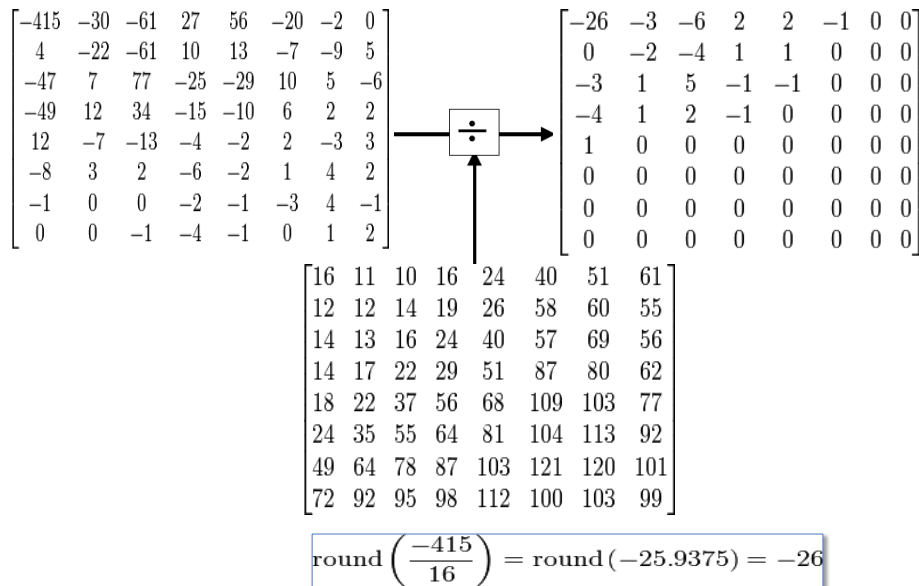 −415 −30 −61 27 56 −20 −2 0
4 −22 −61 10 13 −7 −9 5
−47 7 77 −25 −29 10 5 −6
−49 12 34 −15 −10 6 2 2
12 −7 −13 −4 −2 2 −3 3
−8 3 2 −6 −2 1 4 2
−1 0 0 −2 −1 −3 4 −1
0 0 −1 −4 −1 0 1 2
÷
−26 −3 −6 2 2 −1 0 0
0 −2 −4 1 1 0 0 0
−3 1 5 −1 −1 0 0 0
−4 1 2 −1 0 0 0 0
1 0 0 0 0 0 0 0
0 0 0 0 0 0 0 0
0 0 0 0 0 0 0 0
0 0 0 0 0 0 0 0
16 11 10 16 24 40 51 61
12 12 14 19 26 58 60 55
14 13 16 24 40 57 69 56
14 17 22 29 51 87 80 62
18 22 37 56 68 109 103 77
24 35 55 64 81 104 113 92
49 64 78 87 103 121 120 101
72 92 95 98 112 100 103 99
round (−415/16) = round (−25.9375) = −26